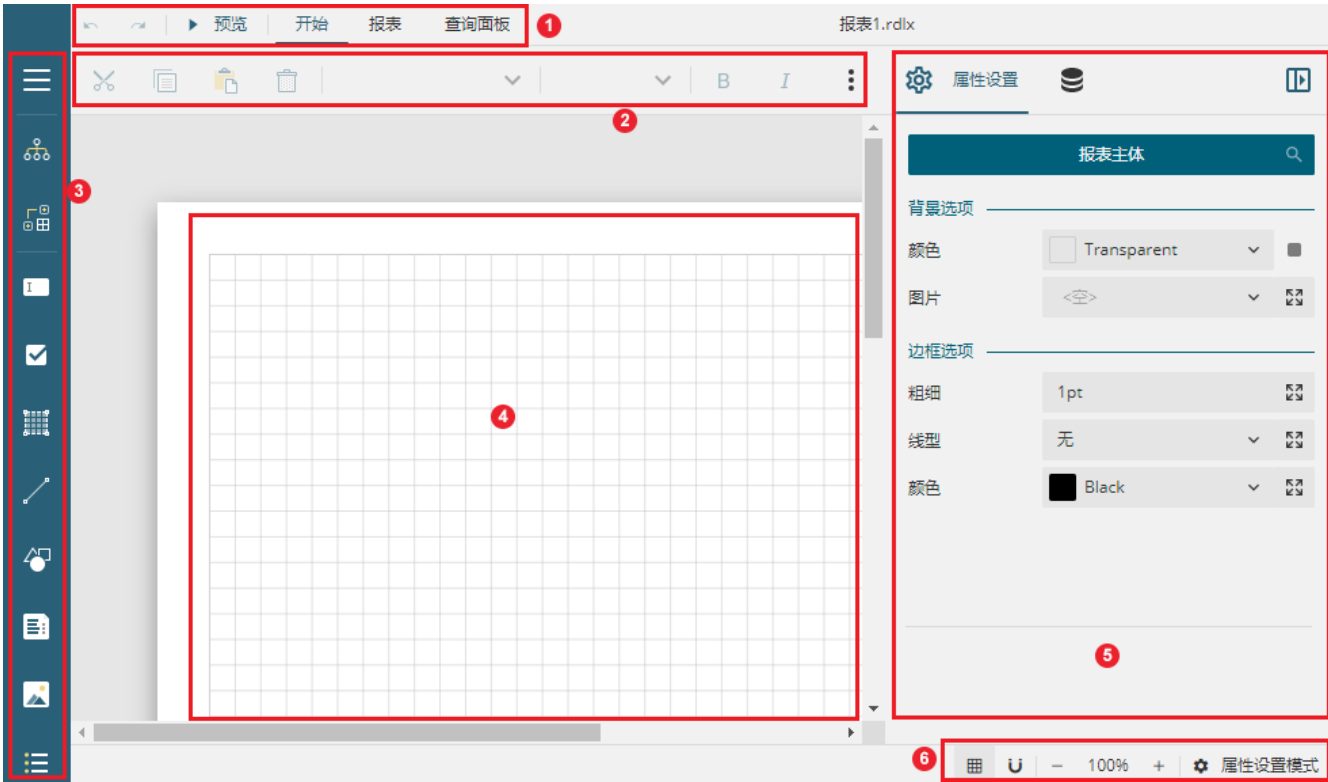 预览 开始 报表 查询面板 1 报表1.rdlx
B I 属性设置
2
报表主体
3
背景选项
颜色 Transparent
图片 <空>
边框选项
粗细 1pt
4
线型 无
颜色 Black
5
6
100% 属性设置模式